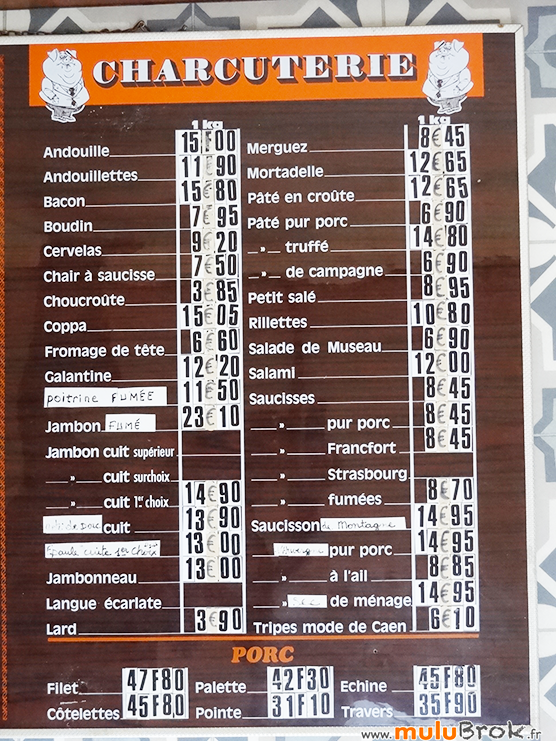 CHARCUTERIE
1 kg
Andouille 15F00
Andouillettes 11€90
Bacon 15€80
Boudin 7€95
Cervelas 9€20
Chair à saucisse 7€50
Choucroûte 3€85
Coppa 15€05
Fromage de tête 6€60
Galantine 12€20
poitrine FUMÉE 11€50
Jambon FUMÉ 23€10
Jambon cuit supérieur
» cuit surchoix
» cuit 1er choix 14€90
cuit 13€90
Epaule cuite 1er choix 13€00
Jambonneau 13€00
Langue écarlate
Lard 3€90
1 kg
Merguez 8€45
Mortadelle 12€65
Pâté en croûte 12€65
Pâté pur porc 6€90
» truffé 14€80
» de campagne 6€90
Petit salé 8€95
Rillettes 10€80
Salade de Museau 6€90
Salami 12€00
Saucisses 8€45
» pur porc 8€45
» Francfort 8€45
» Strasbourg
» fumées 8€70
Saucisson de Montagne 14€95
pur porc 14€95
» à l'ail 8€85
» SEC de ménage 14€95
Tripes mode de Caen 6€10
PORC
Filet 47F80 Palette 42F30 Echine 45F80
Côtelettes 45F80 Pointe 31F10 Travers 35F90
www.muluBrok.fr